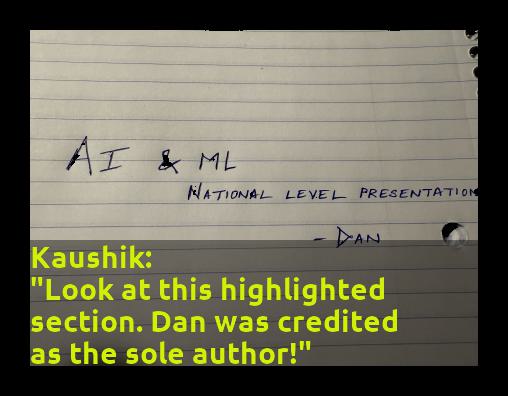 AI & ML
NATIONAL LEVEL PRESENTATION
- DAN
Kaushik:
"Look at this highlighted
section. Dan was credited
as the sole author!"